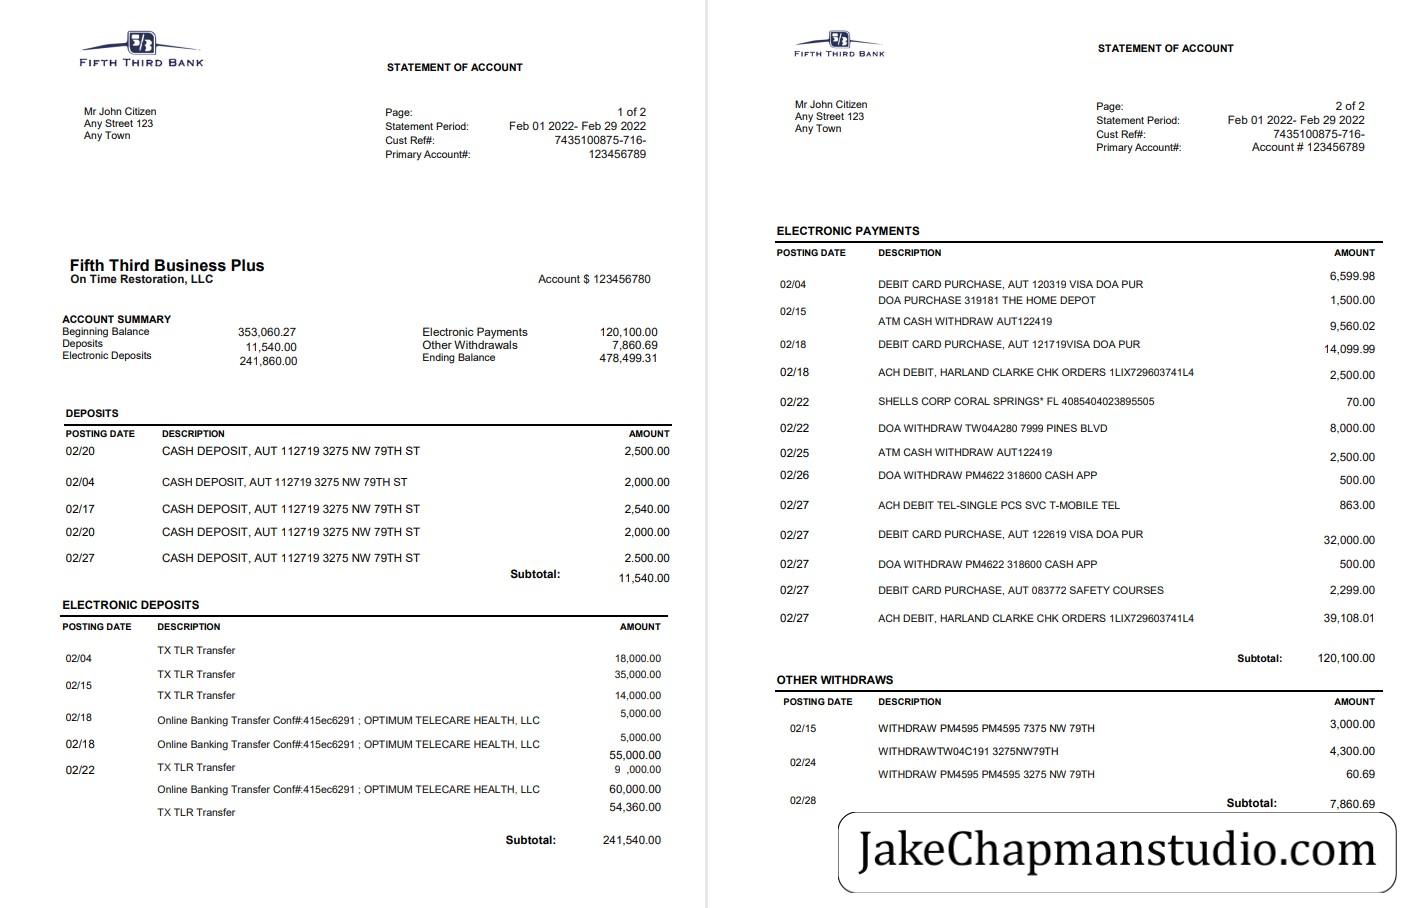 FIFTH THIRD BANK
STATEMENT OF ACCOUNT
Mr John Citizen
Any Street 123
Any Town
Page: 1 of 2
Statement Period: Feb 01 2022- Feb 29 2022
Cust Ref#: 7435100875-716-
Primary Account#: 123456789
Fifth Third Business Plus
On Time Restoration, LLC Account $ 123456780
ACCOUNT SUMMARY
Beginning Balance 353,060.27 Electronic Payments 120,100.00
Deposits 11,540.00 Other Withdrawals 7,860.69
Electronic Deposits 241,860.00 Ending Balance 478,499.31
DEPOSITS
POSTING DATE DESCRIPTION AMOUNT
02/20 CASH DEPOSIT, AUT 112719 3275 NW 79TH ST 2,500.00
02/04 CASH DEPOSIT, AUT 112719 3275 NW 79TH ST 2,000.00
02/17 CASH DEPOSIT, AUT 112719 3275 NW 79TH ST 2,540.00
02/20 CASH DEPOSIT, AUT 112719 3275 NW 79TH ST 2,000.00
02/27 CASH DEPOSIT, AUT 112719 3275 NW 79TH ST 2.500.00
Subtotal: 11,540.00
ELECTRONIC DEPOSITS
POSTING DATE DESCRIPTION AMOUNT
TX TLR Transfer
02/04 18,000.00
TX TLR Transfer 35,000.00
02/15
TX TLR Transfer 14,000.00
02/18 5,000.00
Online Banking Transfer Conf#:415ec6291 ; OPTIMUM TELECARE HEALTH, LLC
5,000.00
02/18 Online Banking Transfer Conf#:415ec6291 ; OPTIMUM TELECARE HEALTH, LLC
55,000.00
02/22 TX TLR Transfer 9 ,000.00
Online Banking Transfer Conf#:415ec6291 ; OPTIMUM TELECARE HEALTH, LLC 60,000.00
54,360.00
TX TLR Transfer
Subtotal: 241,540.00
FIFTH THIRD BANK
STATEMENT OF ACCOUNT
Mr John Citizen
Any Street 123
Any Town
Page: 2 of 2
Statement Period: Feb 01 2022- Feb 29 2022
Cust Ref#: 7435100875-716-
Primary Account#: Account # 123456789
ELECTRONIC PAYMENTS
POSTING DATE DESCRIPTION AMOUNT
6,599.98
02/04 DEBIT CARD PURCHASE, AUT 120319 VISA DOA PUR
DOA PURCHASE 319181 THE HOME DEPOT 1,500.00
02/15
ATM CASH WITHDRAW AUT122419 9,560.02
02/18 DEBIT CARD PURCHASE, AUT 121719VISA DOA PUR 14,099.99
02/18 ACH DEBIT, HARLAND CLARKE CHK ORDERS 1LIX729603741L4 2,500.00
02/22 SHELLS CORP CORAL SPRINGS* FL 4085404023895505 70.00
02/22 DOA WITHDRAW TW04A280 7999 PINES BLVD 8,000.00
02/25 ATM CASH WITHDRAW AUT122419 2,500.00
02/26 DOA WITHDRAW PM4622 318600 CASH APP 500.00
02/27 ACH DEBIT TEL-SINGLE PCS SVC T-MOBILE TEL 863.00
02/27 DEBIT CARD PURCHASE, AUT 122619 VISA DOA PUR 32,000.00
02/27 DOA WITHDRAW PM4622 318600 CASH APP 500.00
02/27 DEBIT CARD PURCHASE, AUT 083772 SAFETY COURSES 2,299.00
02/27 ACH DEBIT, HARLAND CLARKE CHK ORDERS 1LIX729603741L4 39,108.01
Subtotal: 120,100.00
OTHER WITHDRAWS
POSTING DATE DESCRIPTION AMOUNT
02/15 WITHDRAW PM4595 PM4595 7375 NW 79TH 3,000.00
WITHDRAWTW04C191 3275NW79TH 4,300.00
02/24
WITHDRAW PM4595 PM4595 3275 NW 79TH 60.69
02/28 Subtotal: 7,860.69
JakeChapmanstudio.com